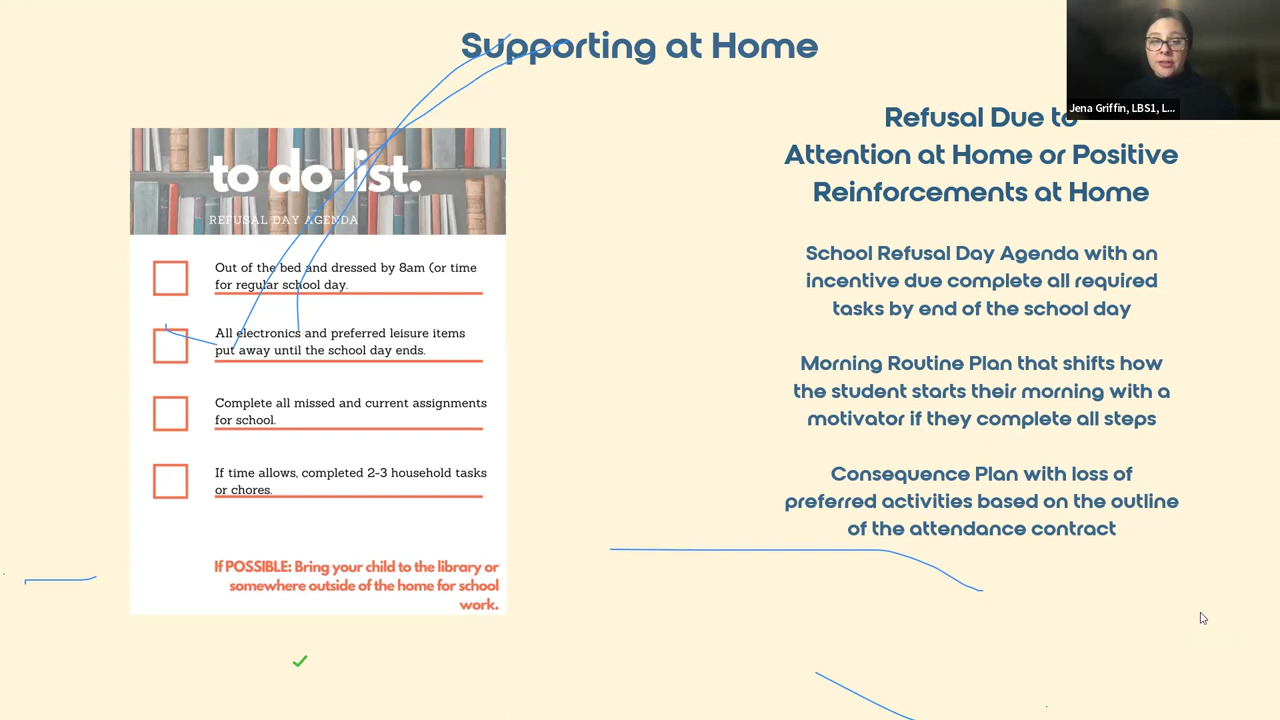 Supporting at Home
Jena Griffin, LBS1, L...
to do list.
REFUSAL DAY AGENDA
Out of the bed and dressed by 8am (or time
for regular school day.
All electronics and preferred leisure items
put away until the school day ends.
Complete all missed and current assignments
for school.
If time allows, completed 2-3 household tasks
or chores.
If POSSIBLE: Bring your child to the library or
somewhere outside of the home for school
work.
Refusal Due to
Attention at Home or Positive
Reinforcements at Home
School Refusal Day Agenda with an
incentive due complete all required
tasks by end of the school day
Morning Routine Plan that shifts how
the student starts their morning with a
motivator if they complete all steps
Consequence Plan with loss of
preferred activities based on the outline
of the attendance contract